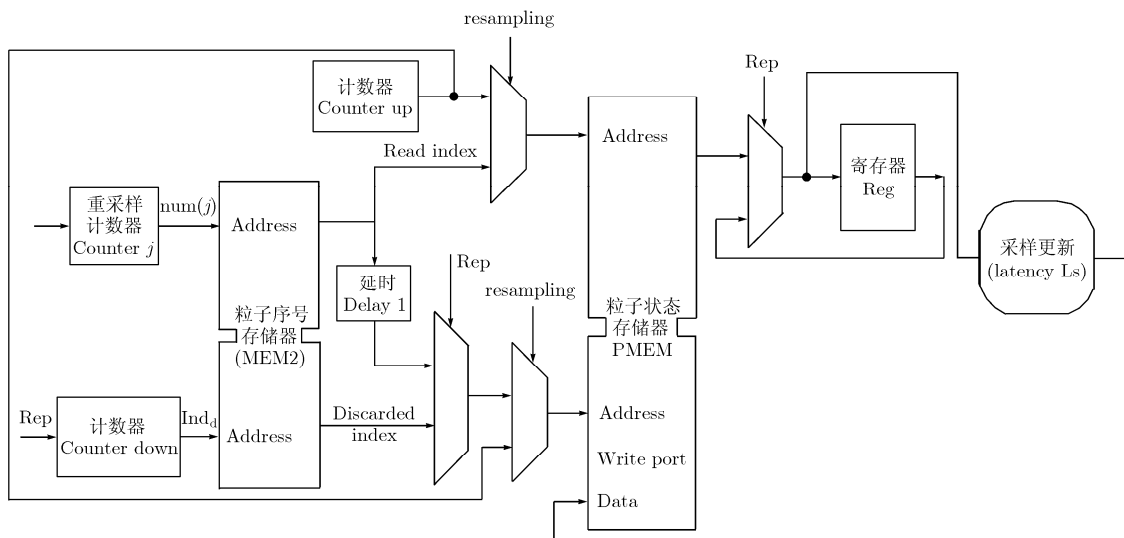 resampling
计数器
Counter up
Rep
Address
Read index
寄存器
Reg
重采样
计数器
Counter j
num(j)
Address
采样更新
(latency Ls)
延时
Delay 1
Rep
resampling
粒子序号
存储器
(MEM2)
粒子状态
存储器
PMEM
Rep
计数器
Counter down
Ind_d
Address
Discarded
index
Address
Write port
Data